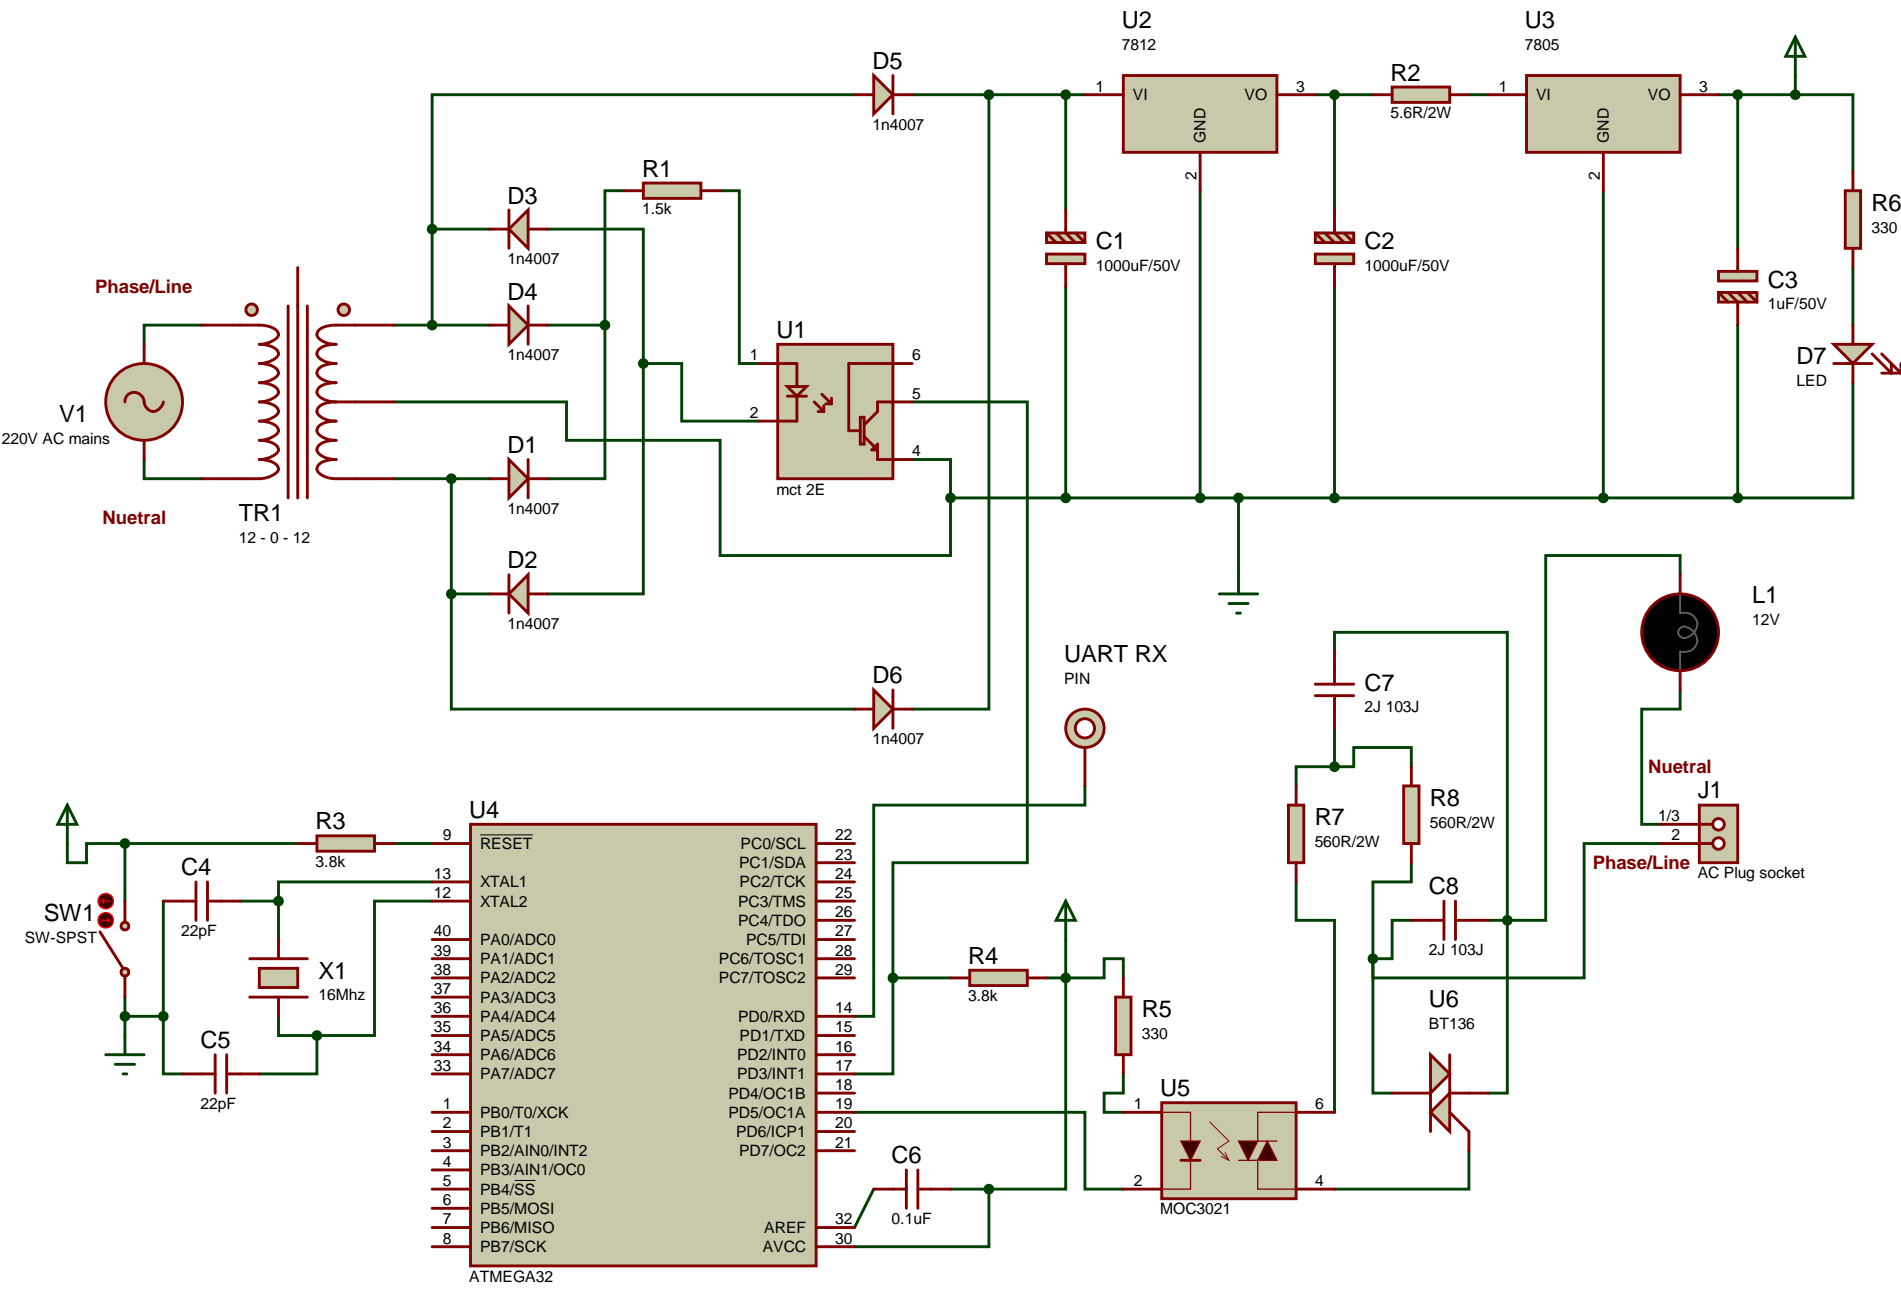 U2
7812
U3
7805
D5
1n4007
1
VI
VO
3
GND
2
R2
5.6R/2W
1
VI
VO
3
GND
2
R1
1.5k
D3
1n4007
R6
330
C1
1000uF/50V
C2
1000uF/50V
C3
1uF/50V
Phase/Line
D4
1n4007
U1
1
6
5
2
4
mct 2E
D7
LED
V1
220V AC mains
D1
1n4007
Nuetral
TR1
12 - 0 - 12
D2
1n4007
L1
12V
UART RX
PIN
D6
1n4007
C7
2J 103J
Nuetral
J1
1/3
2
Phase/Line
AC Plug socket
R7
560R/2W
R8
560R/2W
C8
2J 103J
U6
BT136
R3
3.8k
C4
22pF
SW1
SW-SPST
X1
16Mhz
C5
22pF
U4
9
RESET
13
XTAL1
12
XTAL2
40
PA0/ADC0
39
PA1/ADC1
38
PA2/ADC2
37
PA3/ADC3
36
PA4/ADC4
35
PA5/ADC5
34
PA6/ADC6
33
PA7/ADC7
1
PB0/T0/XCK
2
PB1/T1
3
PB2/AIN0/INT2
4
PB3/AIN1/OC0
5
PB4/SS
6
PB5/MOSI
7
PB6/MISO
8
PB7/SCK
PC0/SCL
22
PC1/SDA
23
PC2/TCK
24
PC3/TMS
25
PC4/TDO
26
PC5/TDI
27
PC6/TOSC1
28
PC7/TOSC2
29
PD0/RXD
14
PD1/TXD
15
PD2/INT0
16
PD3/INT1
17
PD4/OC1B
18
PD5/OC1A
19
PD6/ICP1
20
PD7/OC2
21
AREF
32
AVCC
30
ATMEGA32
R4
3.8k
R5
330
C6
0.1uF
U5
1
6
2
4
MOC3021